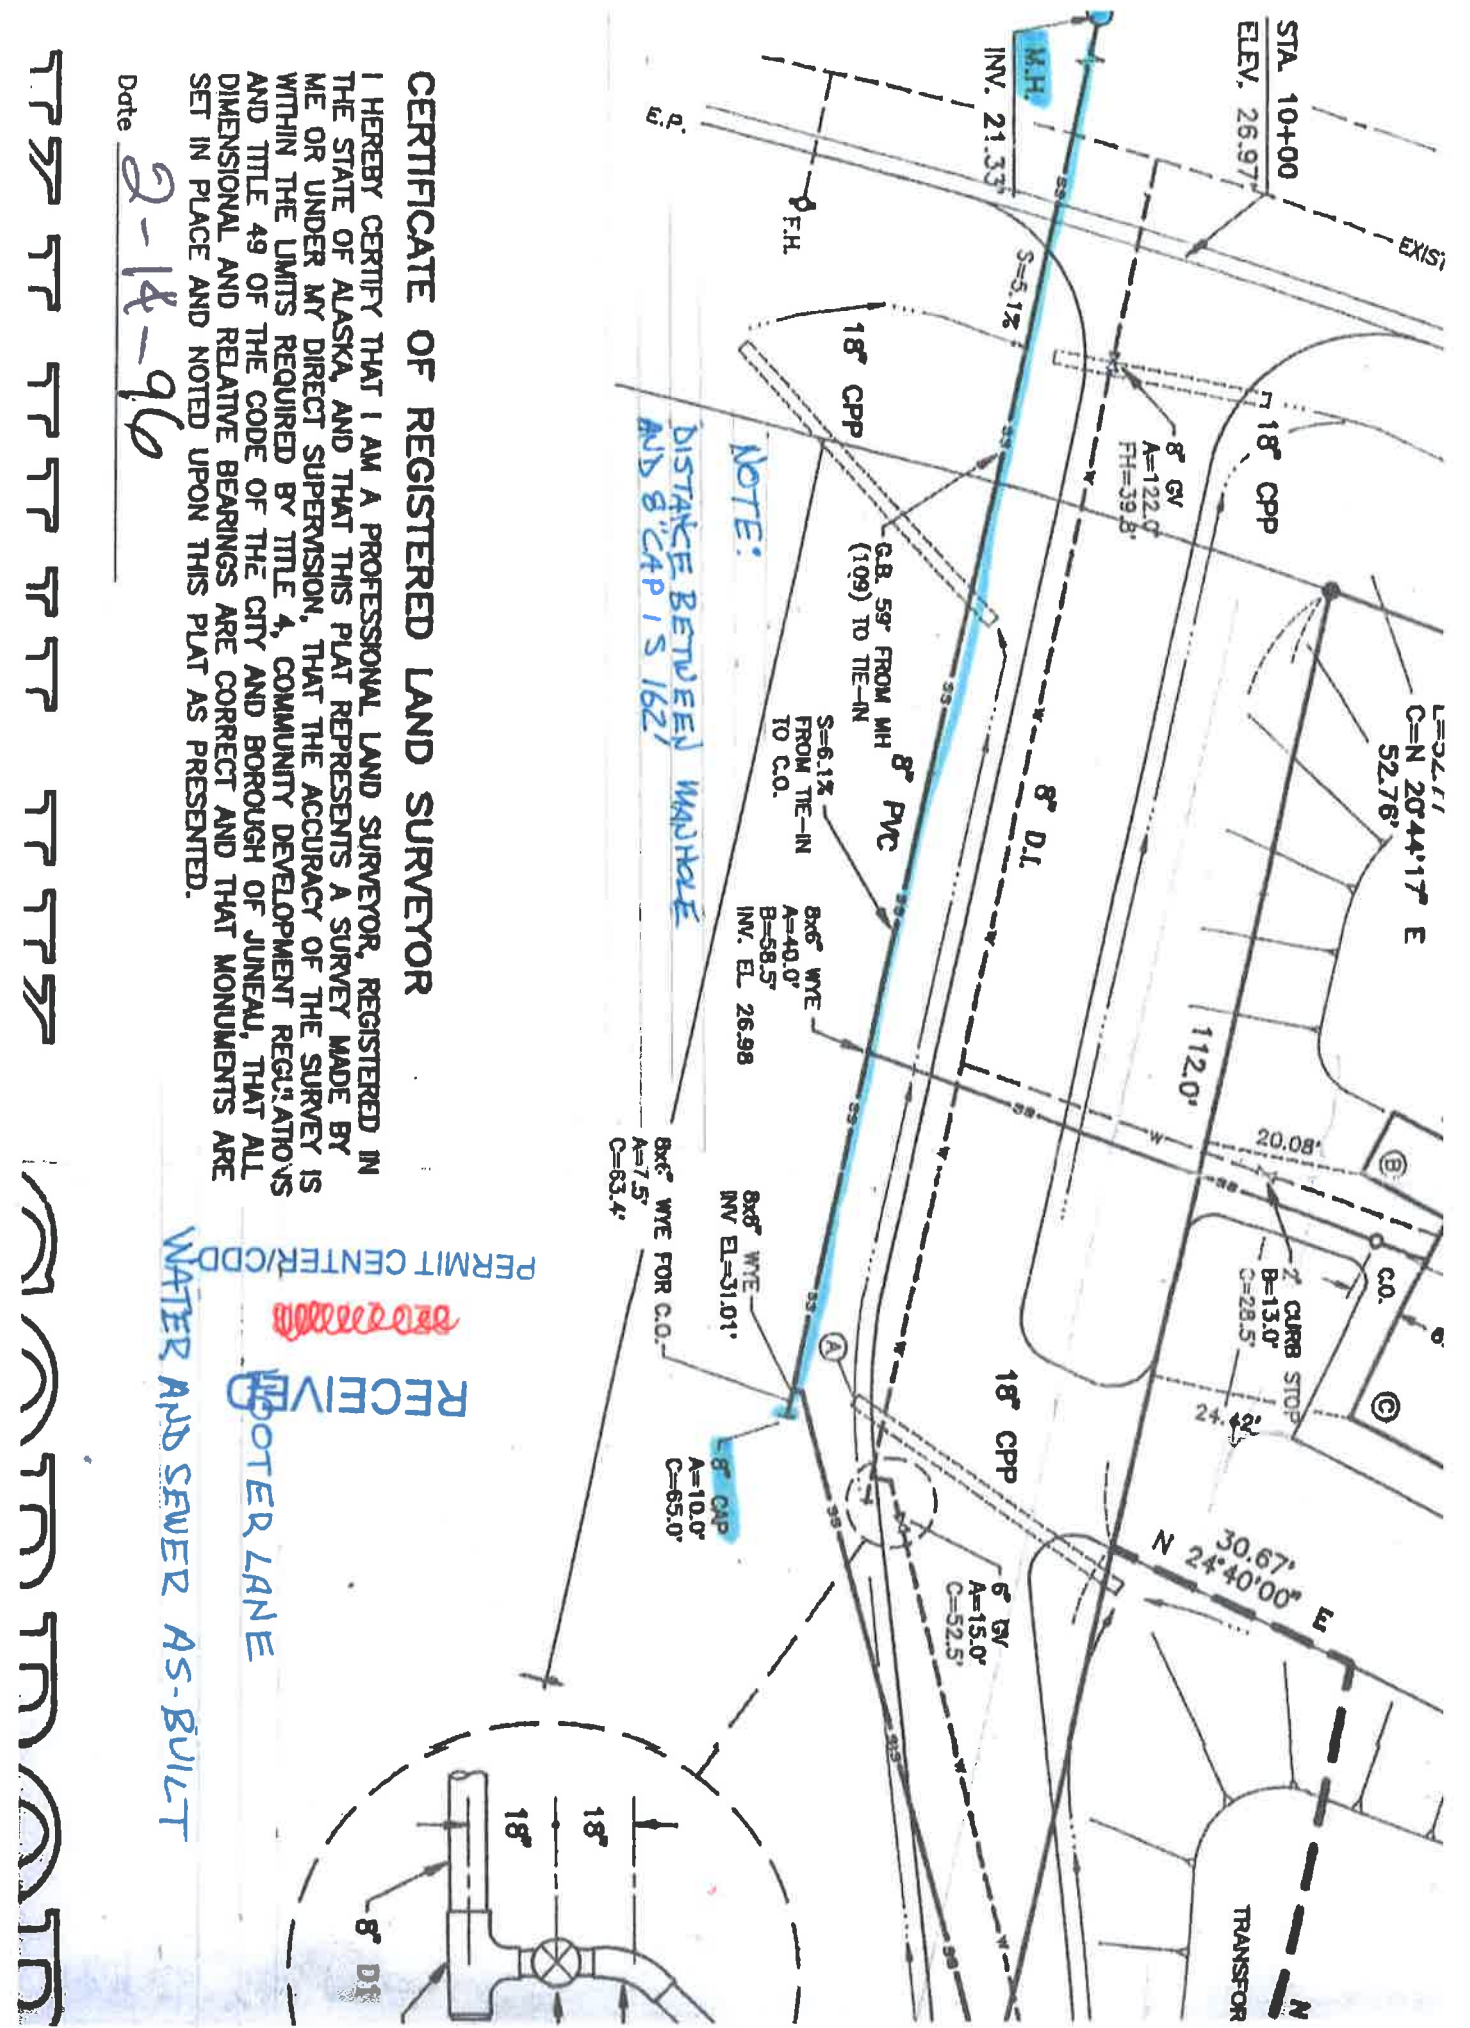 STA. 10+00
ELEV. 26.97'
M.H.
INV. 21.33'
E.P.
F.H.
S=5.1%
18" CPP
18" CPP
8" GV
A=122.0'
FH=39.8'
C=N 20°44'17" E
52.76'
G.B. 59' FROM MH
(109) TO TIE-IN
8" PVC
S=6.1%
FROM TIE-IN
TO C.O.
8" D.I.
8x6" WYE
A=40.0'
B=58.5'
INV. EL. 26.98
112.0'
20.08'
B
C.O.
2" CURB STOP
B=13.0'
C=28.5'
C
24.42'
8x8" WYE
INV EL=31.01'
8x6" WYE FOR C.O.
A=7.5'
C=63.4'
A
8" CAP
A=10.0'
C=65.0'
18" CPP
6" GV
A=15.0'
C=52.5'
30.67'
N 24°40'00" E
N
TRANSFOR
18"
18"
8" DI
NOTE:
DISTANCE BETWEEN MANHOLE
AND 8" CAP IS 162'
CERTIFICATE OF REGISTERED LAND SURVEYOR
I HEREBY CERTIFY THAT I AM A PROFESSIONAL LAND SURVEYOR, REGISTERED IN
THE STATE OF ALASKA, AND THAT THIS PLAT REPRESENTS A SURVEY MADE BY
ME OR UNDER MY DIRECT SUPERVISION, THAT THE ACCURACY OF THE SURVEY IS
WITHIN THE LIMITS REQUIRED BY TITLE 4, COMMUNITY DEVELOPMENT REGULATIONS
AND TITLE 49 OF THE CODE OF THE CITY AND BOROUGH OF JUNEAU, THAT ALL
DIMENSIONAL AND RELATIVE BEARINGS ARE CORRECT AND THAT MONUMENTS ARE
SET IN PLACE AND NOTED UPON THIS PLAT AS PRESENTED.
Date 2-14-96
RECEIVED
PERMIT CENTER/CDD
WOOTER LANE
WATER AND SEWER AS-BUILT